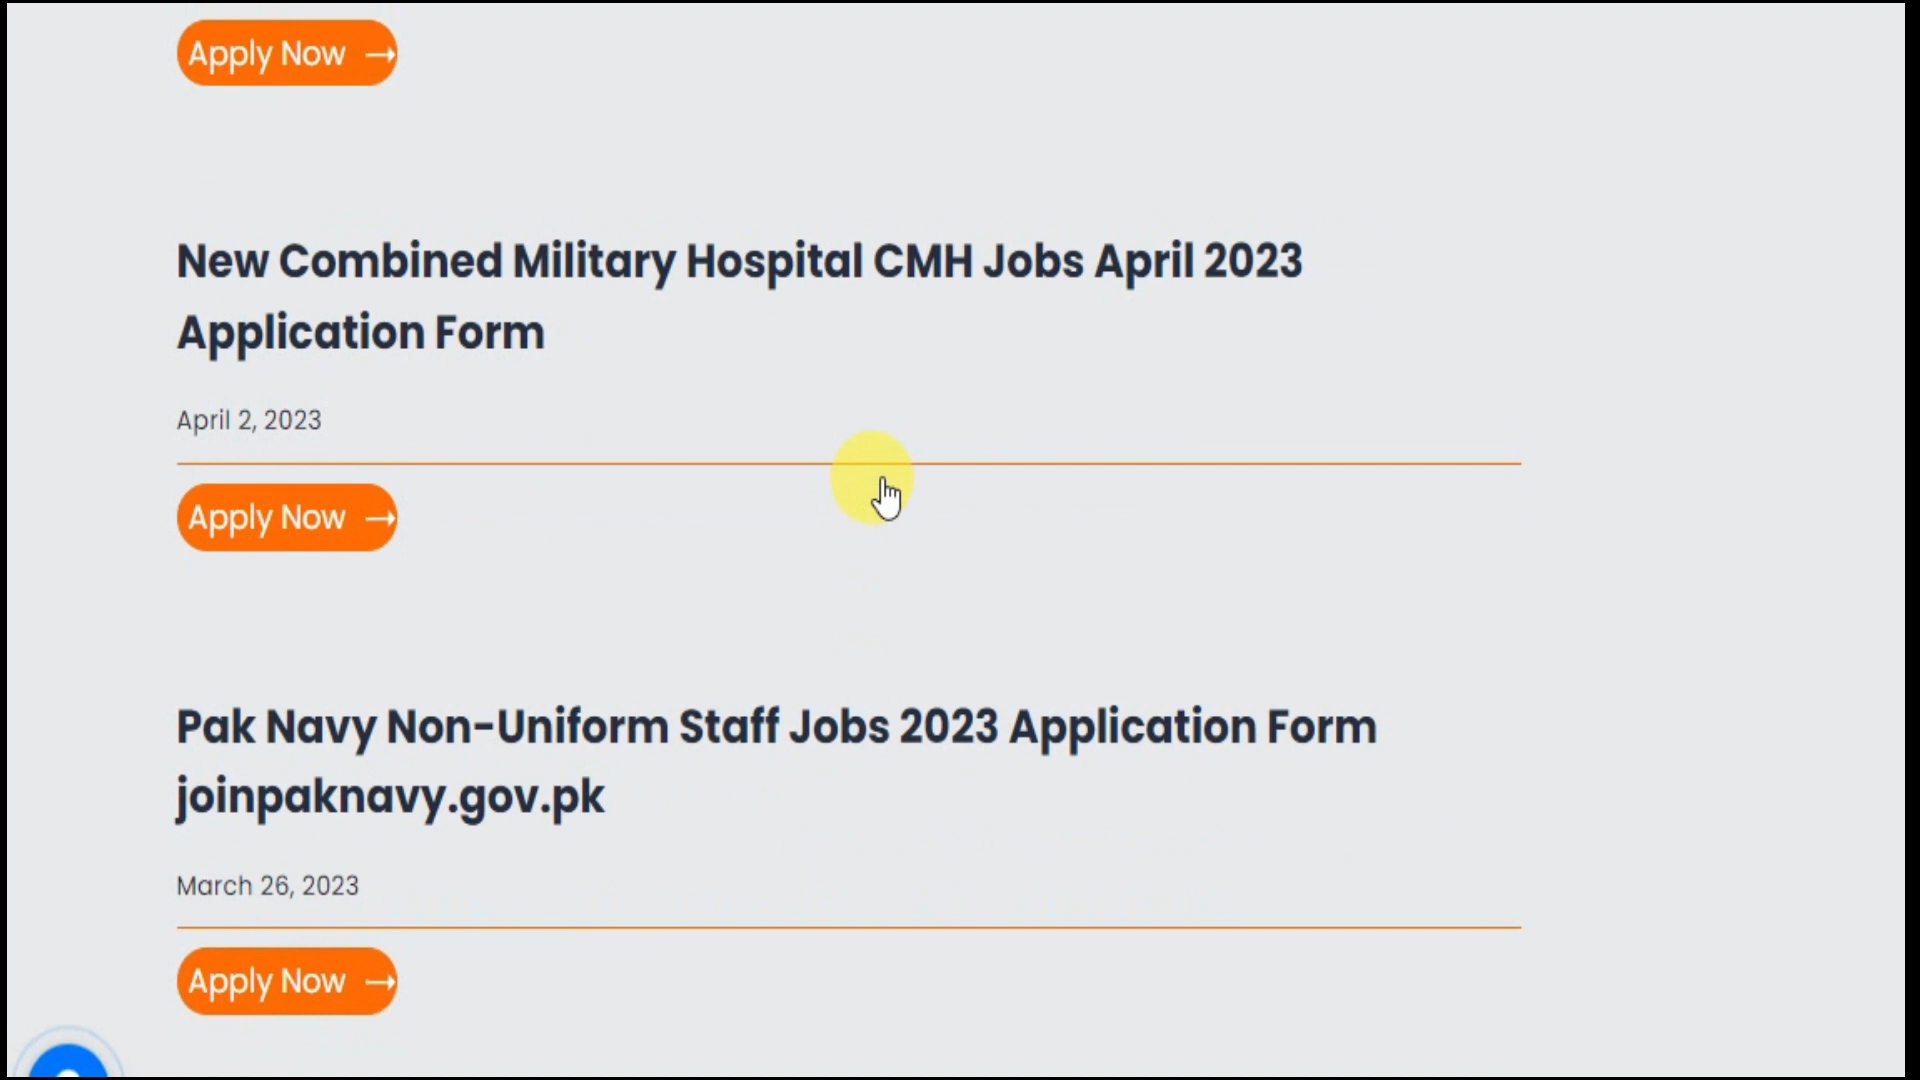 Apply Now →
New Combined Military Hospital CMH Jobs April 2023
Application Form
April 2, 2023
Apply Now →
Pak Navy Non-Uniform Staff Jobs 2023 Application Form
joinpaknavy.gov.pk
March 26, 2023
Apply Now →